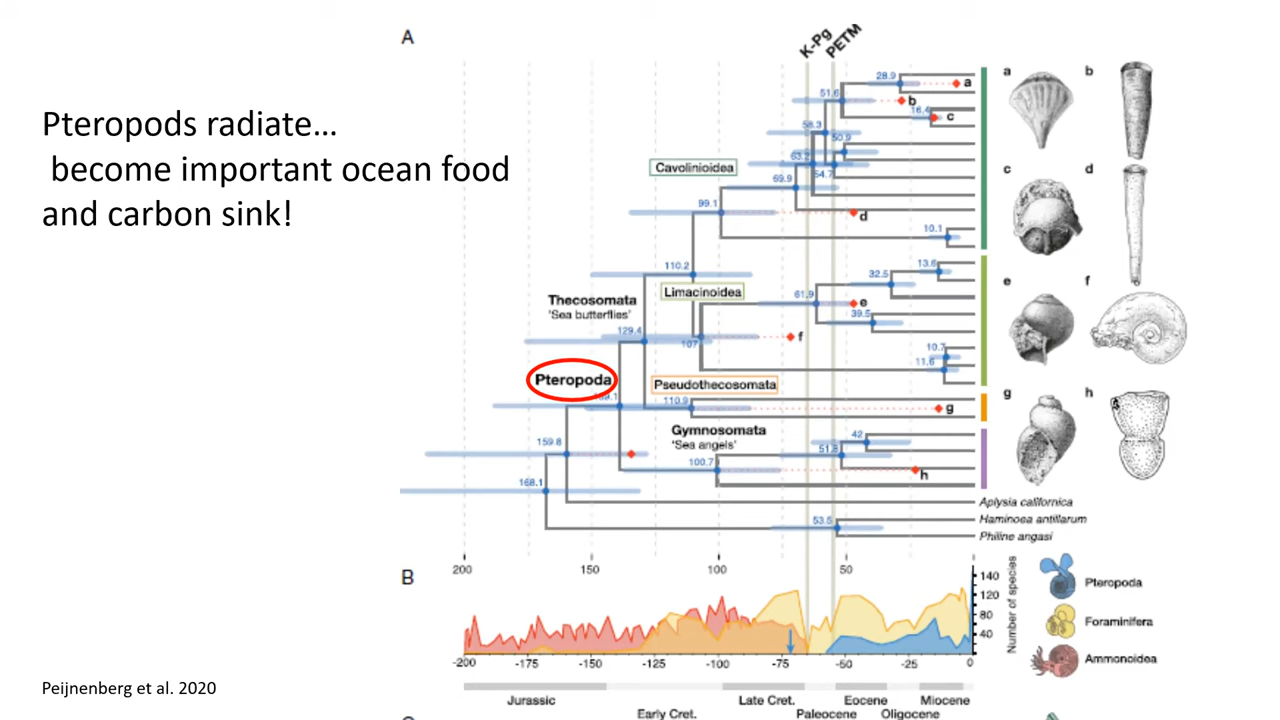 Pteropods radiate…
become important ocean food
and carbon sink!
A
K-Pg
PETM
28.9
a
51.6
b
16.4
c
58.3
50.9
63.2
54.7
Cavolinioidea
69.9
99.1
d
10.1
110.2
13.6
32.5
Limacinoidea
61.9
e
Thecosomata
'Sea butterflies'
39.5
129.4
f
107
10.7
11.6
Pteropoda
Pseudothecosomata
110.9
g
Gymnosomata
'Sea angels'
42
159.8
51.8
100.7
h
168.1
Aplysia californica
Haminoea antillarum
53.5
Philine angasi
a
b
c
d
e
f
g
h
200
150
100
50
B
140
120
80
40
Number of species
Pteropoda
Foraminifera
Ammonoidea
-200
-175
-150
-125
-100
-75
-50
-25
0
Jurassic
Early Cret.
Late Cret.
Paleocene
Eocene
Oligocene
Miocene
Peijnenberg et al. 2020